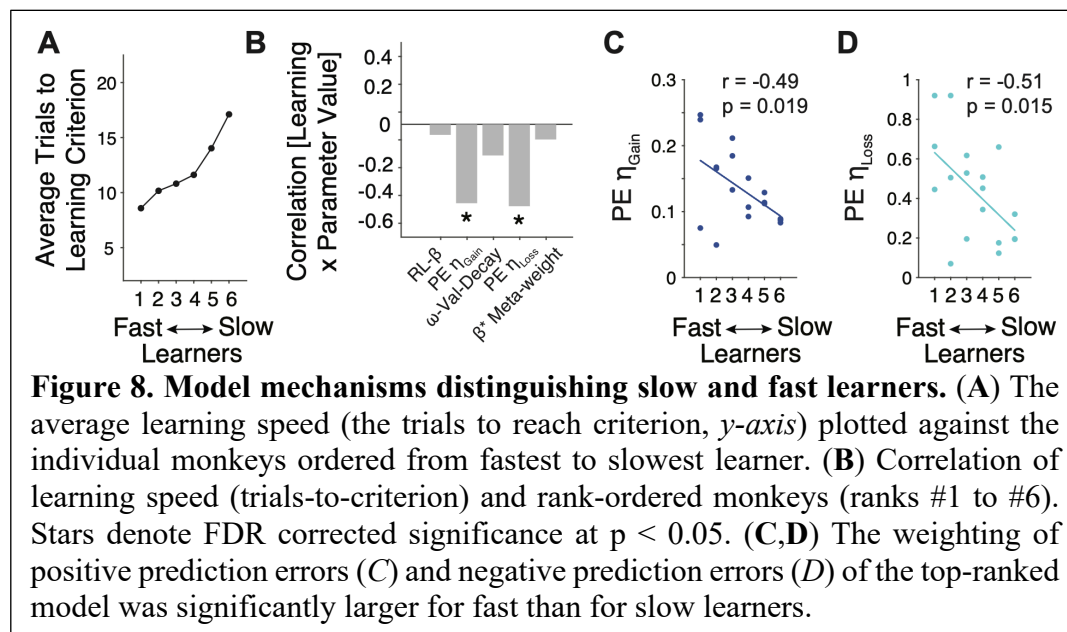 A
Average Trials to
Learning Criterion
20
15
10
5
1 2 3 4 5 6
Fast ↔ Slow
Learners
B
Correlation [Learning
x Parameter Value]
0.4
0.2
0
-0.2
-0.4
-0.6
*
*
RL-β
PE ηGain
ω-Val-Decay
PE ηLoss
β* Meta-weight
C
PE ηGain
0.3
0.2
0.1
0
r = -0.49
p = 0.019
1 2 3 4 5 6
Fast ↔ Slow
Learners
D
PE ηLoss
1
0.8
0.6
0.4
0.2
0
r = -0.51
p = 0.015
1 2 3 4 5 6
Fast ↔ Slow
Learners
Figure 8. Model mechanisms distinguishing slow and fast learners. (A) The
average learning speed (the trials to reach criterion, y-axis) plotted against the
individual monkeys ordered from fastest to slowest learner. (B) Correlation of
learning speed (trials-to-criterion) and rank-ordered monkeys (ranks #1 to #6).
Stars denote FDR corrected significance at p < 0.05. (C,D) The weighting of
positive prediction errors (C) and negative prediction errors (D) of the top-ranked
model was significantly larger for fast than for slow learners.